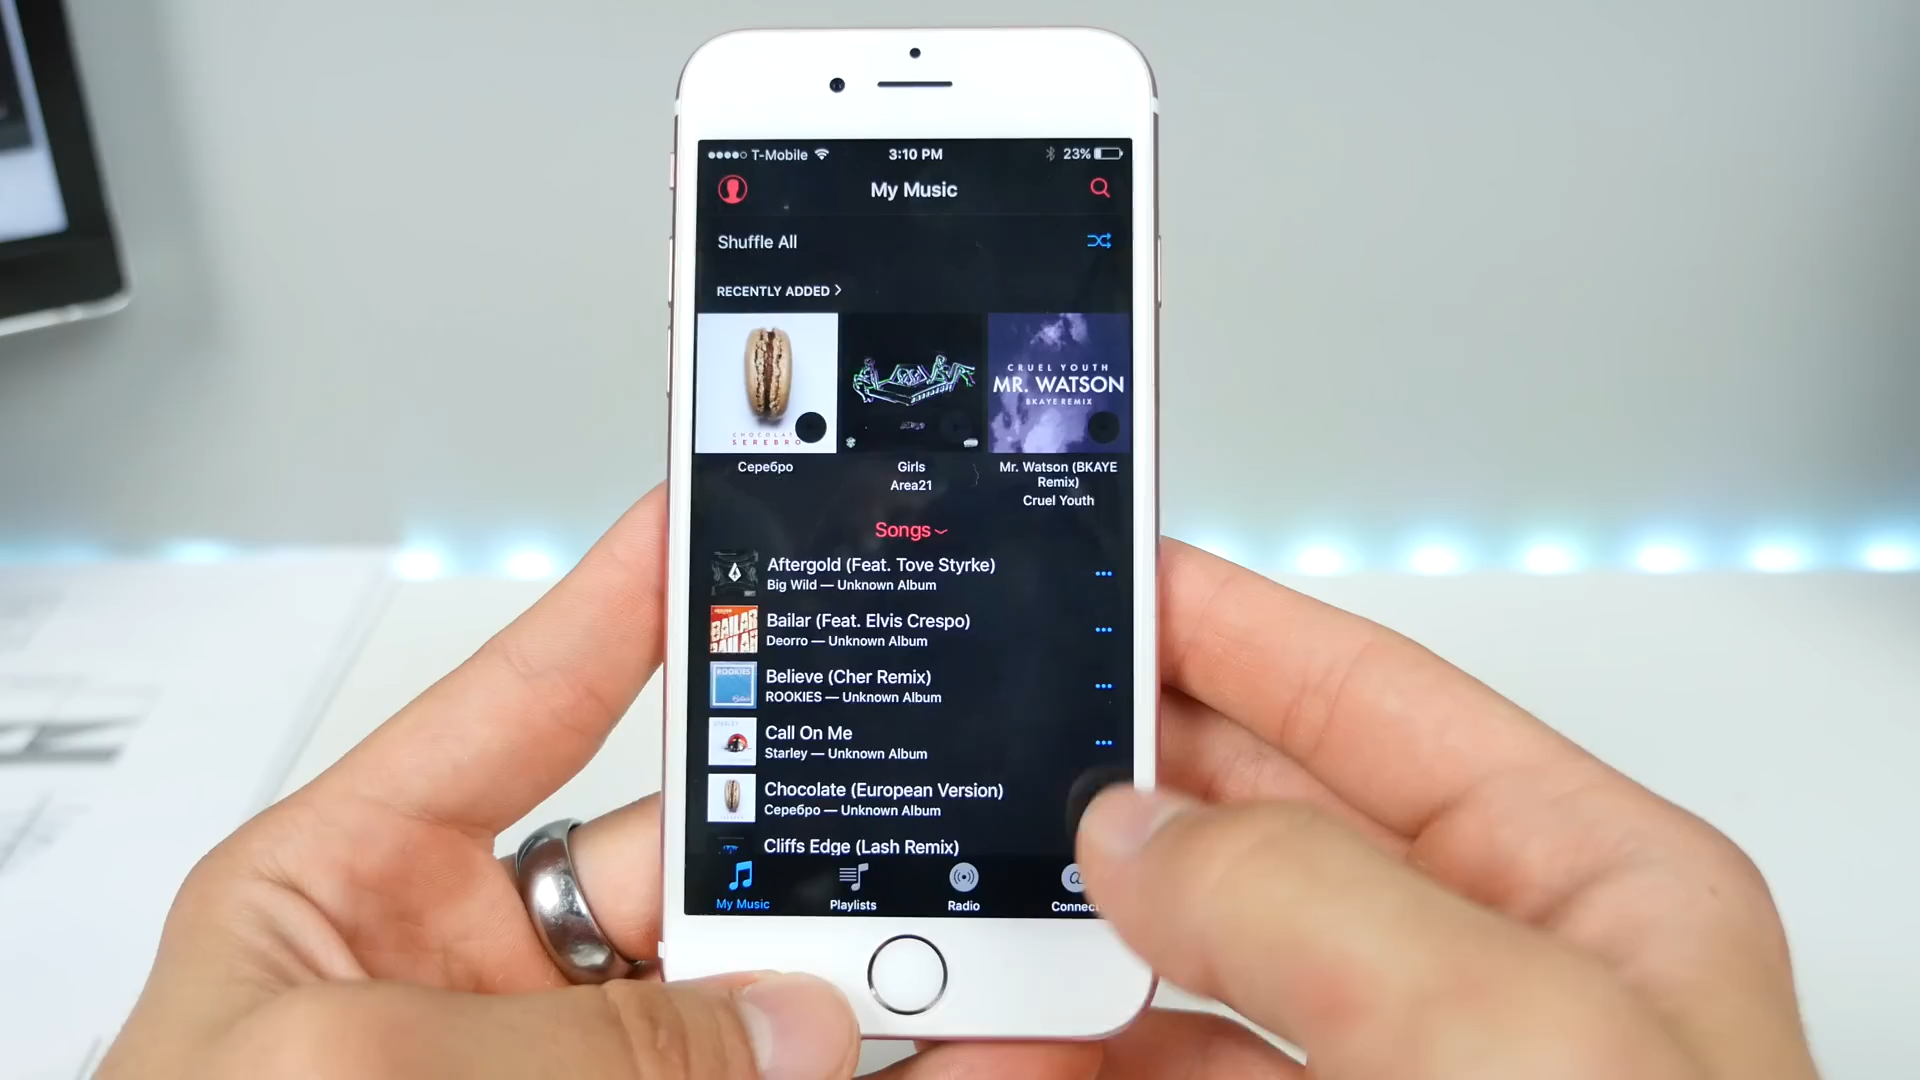 T-Mobile 3:10 PM 23%
My Music
Shuffle All
RECENTLY ADDED >
SEREBRO
CRUEL YOUTH
MR. WATSON
BKAYE REMIX
Серебро
Girls
Area21
Mr. Watson (BKAYE
Remix)
Cruel Youth
Songs
Aftergold (Feat. Tove Styrke)
Big Wild — Unknown Album
BAILAR
Bailar (Feat. Elvis Crespo)
Deorro — Unknown Album
ROOKIES
Believe (Cher Remix)
ROOKIES — Unknown Album
Call On Me
Starley — Unknown Album
Chocolate (European Version)
Серебро — Unknown Album
Cliffs Edge (Lash Remix)
My Music Playlists Radio Connec